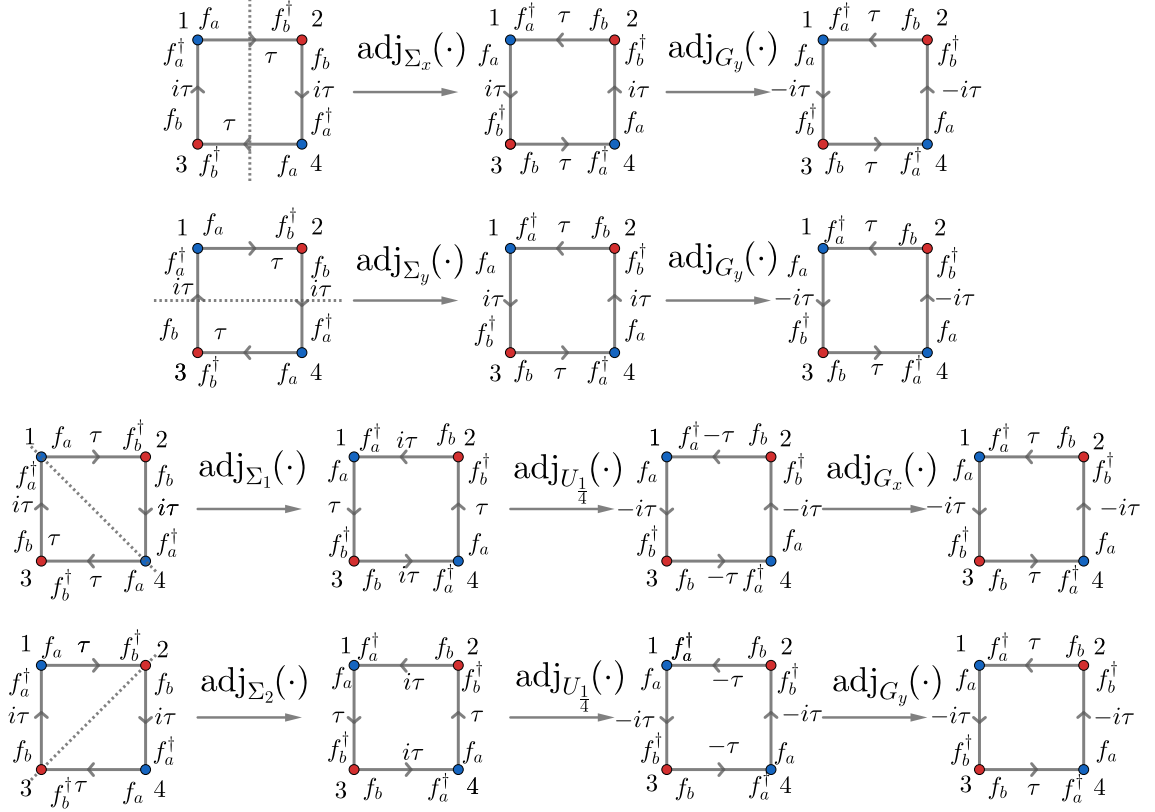 1 f_a f_b^† 2 1 f_a^† τ f_b 2 1 f_a^† τ f_b 2
f_a^† τ f_b adj_{Σ_x}(·) f_a f_b^† adj_{G_y}(·) f_a f_b^†
iτ iτ iτ iτ −iτ −iτ
f_b τ f_a^† f_b^† f_a f_b^† f_a
3 f_b^† f_a 4 3 f_b τ f_a^† 4 3 f_b τ f_a^† 4
1 f_a f_b^† 2 1 f_a^† τ f_b 2 1 f_a^† τ f_b 2
f_a^† τ f_b adj_{Σ_y}(·) f_a f_b^† adj_{G_y}(·) f_a f_b^†
iτ iτ iτ iτ −iτ −iτ
f_b τ f_a^† f_b^† f_a f_b^† f_a
3 f_b^† f_a 4 3 f_b τ f_a^† 4 3 f_b τ f_a^† 4
1 f_a τ f_b^† 2 1 f_a^† iτ f_b 2 1 f_a^† −τ f_b 2 1 f_a^† τ f_b 2
f_a^† f_b adj_{Σ_1}(·) f_a f_b^† adj_{U_{\frac{1}{4}}}(·) f_a f_b^† adj_{G_x}(·) f_a f_b^†
iτ iτ τ τ −iτ −iτ −iτ −iτ
f_b τ f_a^† f_b^† f_a f_b^† f_a f_b^† f_a
3 f_b^† τ f_a 4 3 f_b iτ f_a^† 4 3 f_b −τ f_a^† 4 3 f_b τ f_a^† 4
1 f_a τ f_b^† 2 1 f_a^† f_b 2 1 f_a^† f_b 2 1 f_a^† τ f_b 2
f_a^† f_b adj_{Σ_2}(·) f_a iτ f_b^† adj_{U_{\frac{1}{4}}}(·) f_a −τ f_b^† adj_{G_y}(·) f_a f_b^†
iτ iτ τ τ −iτ −iτ −iτ −iτ
f_b f_a^† f_b^† iτ f_a f_b^† −τ f_a f_b^† f_a
3 f_b^† τ f_a 4 3 f_b f_a^† 4 3 f_b f_a^† 4 3 f_b τ f_a^† 4